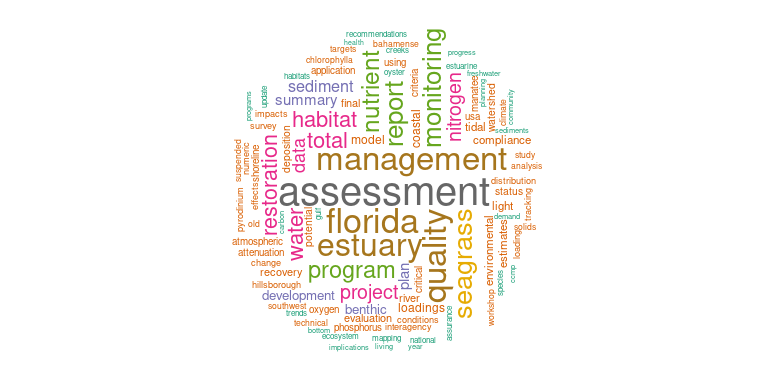 recommendations
health
bahamense
targets
creeks
progress
chlorophylla
using
estuarine
application
oyster
freshwater
habitats
sediment
nutrient
report
criteria
monitoring
nitrogen
manatee
planning
watershed
community
programs
update
summary
final
coastal
usa
climate
impacts
habitat
tidal
sediments
survey
total
model
compliance
deposition
data
management
study
analysis
suspended
numeric
shoreline
restoration
distribution
effects
assessment
status
tracking
pyrodinium
carbon
old
water
potential
gulf
florida
quality
seagrass
light
demand
solids
atmospheric
estuary
environmental
estimates
loading
attenuation
change
recovery
program
plan
critical
species
ccmp
hillsborough
development
project
river
southwest
trends
oxygen
benthic
loadings
workshop
technical
evaluation
conditions
assurance
bottom
phosphorus
interagency
ecosystem
mapping
national
implications
living
year